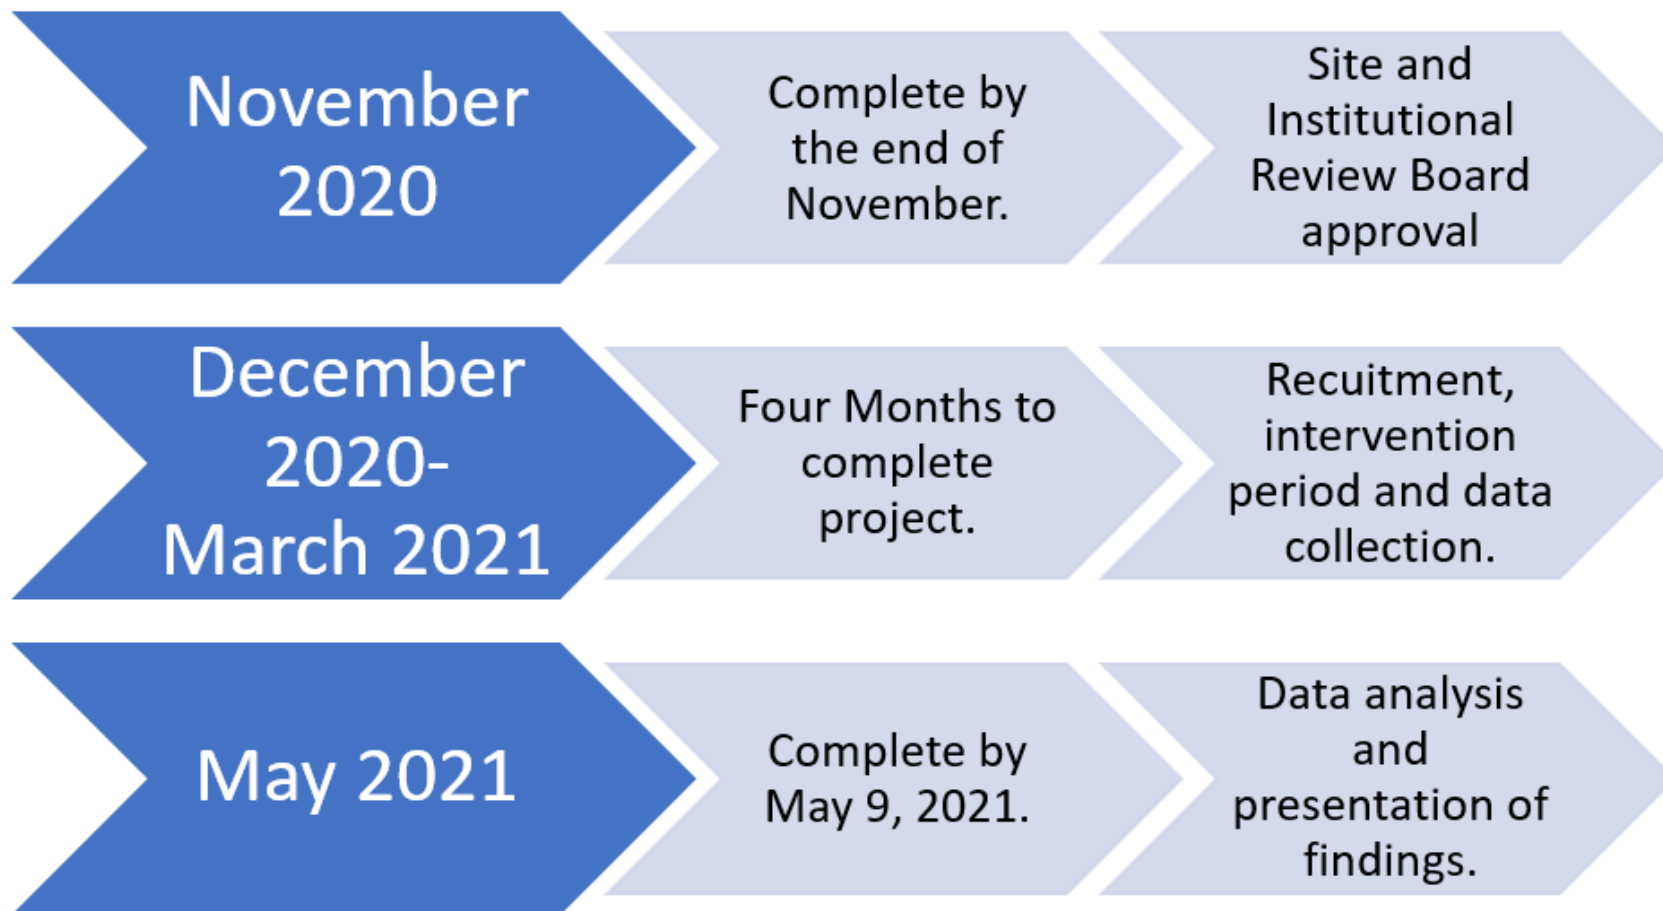 November
2020
Complete by
the end of
November.
Site and
Institutional
Review Board
approval
December
2020-
March 2021
Four Months to
complete
project.
Recuitment,
intervention
period and data
collection.
May 2021
Complete by
May 9, 2021.
Data analysis
and
presentation of
findings.